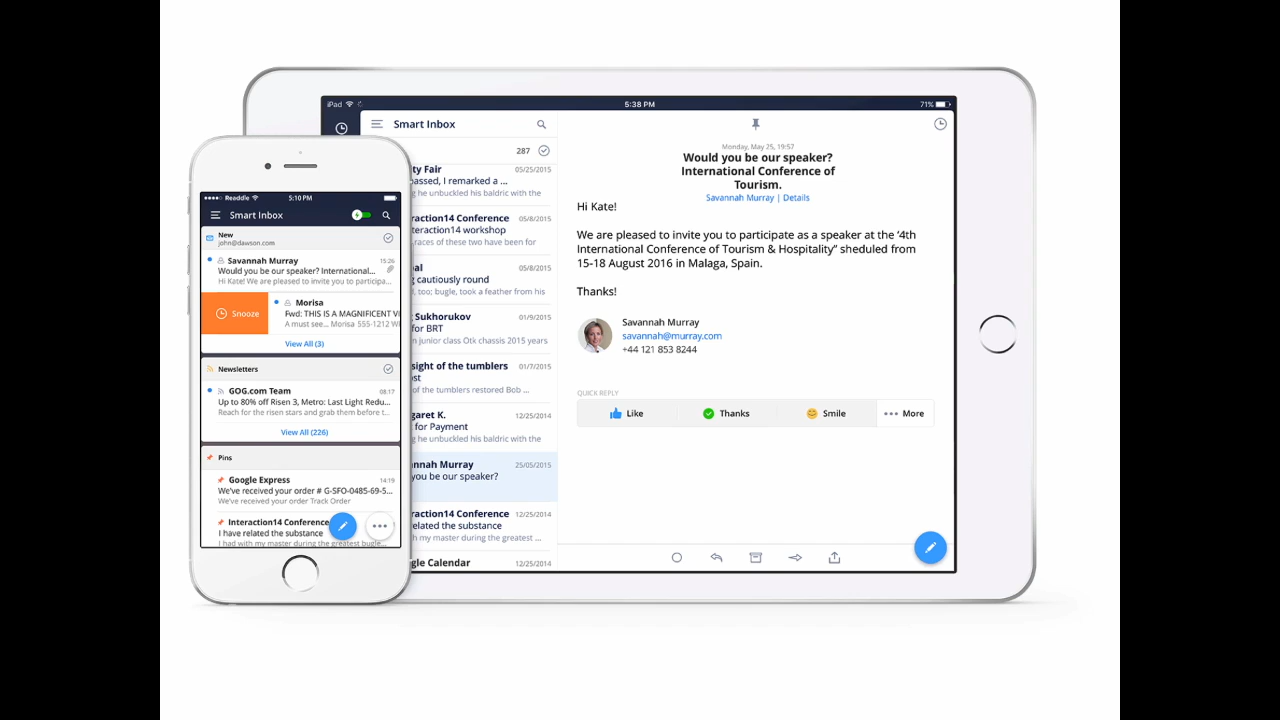 iPad
5:38 PM
71%
Smart Inbox
287
ty Fair 05/25/2015
passed, I remarked a ...
g he unbuckled his baldric with the
raction14 Conference 05/8/2015
teraction14 workshop
races of these two have been for
al 05/8/2015
g cautiously round
, too; bugle, took a feather from his
Sukhorukov 01/9/2015
for BRT
n junior class Otk chassis 2015 years
sight of the tumblers 01/7/2015
ost
of the tumblers restored Bob ...
garet K. 12/25/2014
for Payment
ng he unbuckled his baldric with the
annah Murray 25/05/2015
you be our speaker?
raction14 Conference 12/25/2014
related the substance
with my master during the greatest ...
gle Calendar 12/25/2014
Monday, May 25, 19:57
Would you be our speaker?
International Conference of
Tourism.
Savannah Murray | Details
Hi Kate!
We are pleased to invite you to participate as a speaker at the ‘4th
International Conference of Tourism & Hospitality” sheduled from
15-18 August 2016 in Malaga, Spain.
Thanks!
Savannah Murray
savannah@murray.com
+44 121 853 8244
QUICK REPLY
Like
Thanks
Smile
More
Readdle 5:10 PM
Smart Inbox
New
john@dawson.com
Savannah Murray 15:26
Would you be our speaker? International...
Hi Kate! We are pleased to invite you to participa...
Snooze
Morisa
Fwd: THIS IS A MAGNIFICENT VI
A must see... Morisa 555-1212 W
View All (3)
Newsletters
GOG.com Team 08:17
Up to 80% off Risen 3, Metro: Last Light Redu...
Reach for the risen stars and grab them before t...
View All (226)
Pins
Google Express 14:19
We've received your order # G-SFO-0485-69-5...
We've received your order Track Order
Interaction14 Conference
I have related the substance
I had with my master during the greatest bugle...